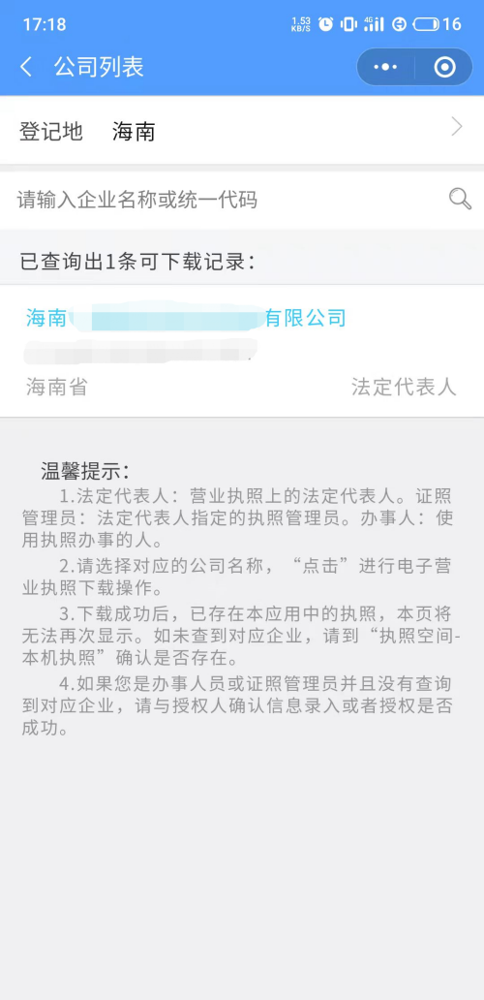 17:18
1.53 KB/S 4G 16
公司列表
登记地 海南
请输入企业名称或统一代码
已查询出1条可下载记录：
海南 有限公司
海南省 法定代表人
温馨提示：
1.法定代表人：营业执照上的法定代表人。证照
管理员：法定代表人指定的执照管理员。办事人：使
用执照办事的人。
2.请选择对应的公司名称，“点击”进行电子营
业执照下载操作。
3.下载成功后，已存在本应用中的执照，本页将
无法再次显示。如未查到对应企业，请到“执照空间-
本机执照”确认是否存在。
4.如果您是办事人员或证照管理员并且没有查询
到对应企业，请与授权人确认信息录入或者授权是否
成功。